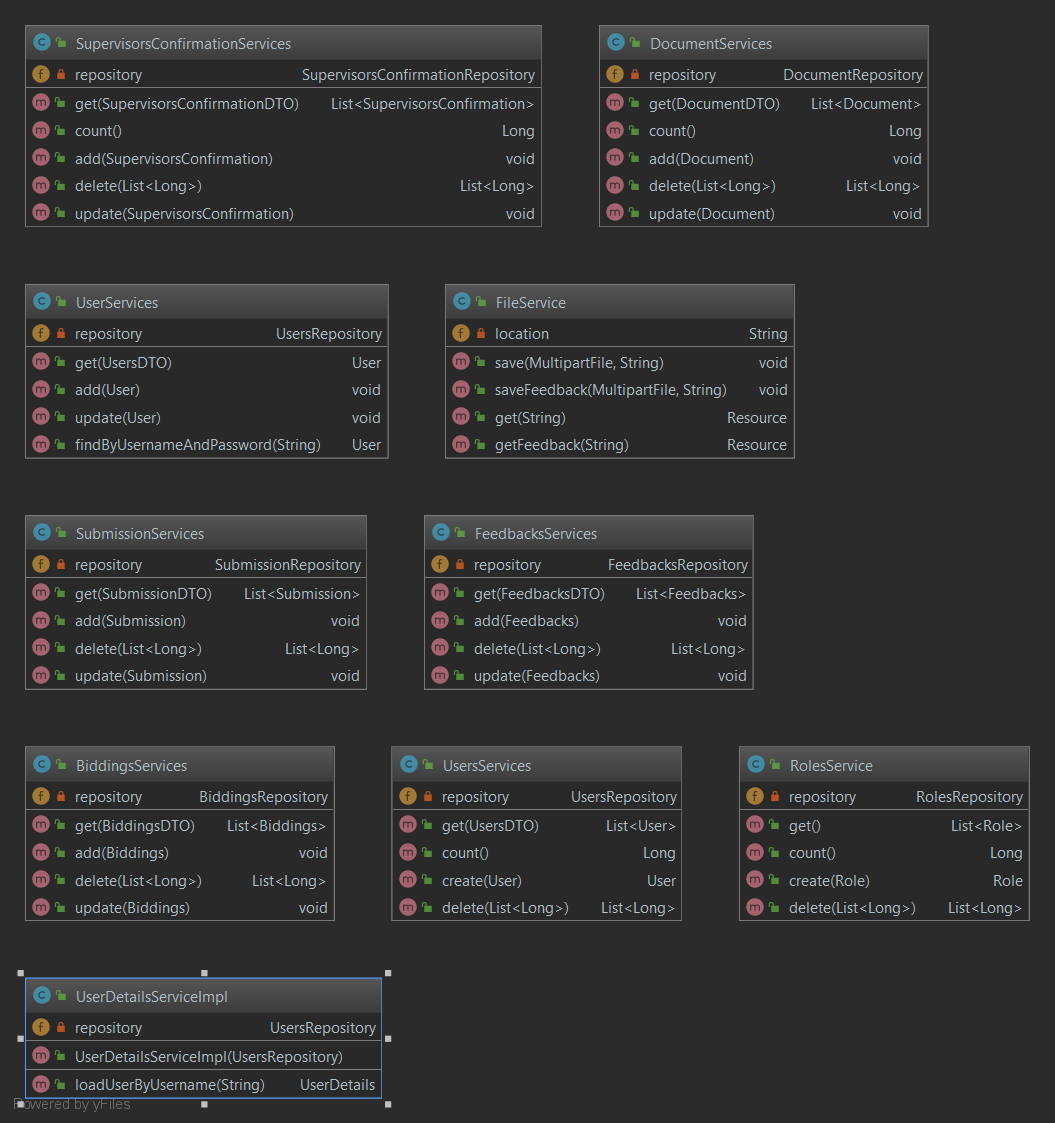 SupervisorsConfirmationServices
repository SupervisorsConfirmationRepository
get(SupervisorsConfirmationDTO) List<SupervisorsConfirmation>
count() Long
add(SupervisorsConfirmation) void
delete(List<Long>) List<Long>
update(SupervisorsConfirmation) void
DocumentServices
repository DocumentRepository
get(DocumentDTO) List<Document>
count() Long
add(Document) void
delete(List<Long>) List<Long>
update(Document) void
UserServices
repository UsersRepository
get(UsersDTO) User
add(User) void
update(User) void
findByUsernameAndPassword(String) User
FileService
location String
save(MultipartFile, String) void
saveFeedback(MultipartFile, String) void
get(String) Resource
getFeedback(String) Resource
SubmissionServices
repository SubmissionRepository
get(SubmissionDTO) List<Submission>
add(Submission) void
delete(List<Long>) List<Long>
update(Submission) void
FeedbacksServices
repository FeedbacksRepository
get(FeedbacksDTO) List<Feedbacks>
add(Feedbacks) void
delete(List<Long>) List<Long>
update(Feedbacks) void
BiddingsServices
repository BiddingsRepository
get(BiddingsDTO) List<Biddings>
add(Biddings) void
delete(List<Long>) List<Long>
update(Biddings) void
UsersServices
repository UsersRepository
get(UsersDTO) List<User>
count() Long
create(User) User
delete(List<Long>) List<Long>
RolesService
repository RolesRepository
get() List<Role>
count() Long
create(Role) Role
delete(List<Long>) List<Long>
UserDetailsServiceImpl
repository UsersRepository
UserDetailsServiceImpl(UsersRepository)
loadUserByUsername(String) UserDetails
Powered by yFiles